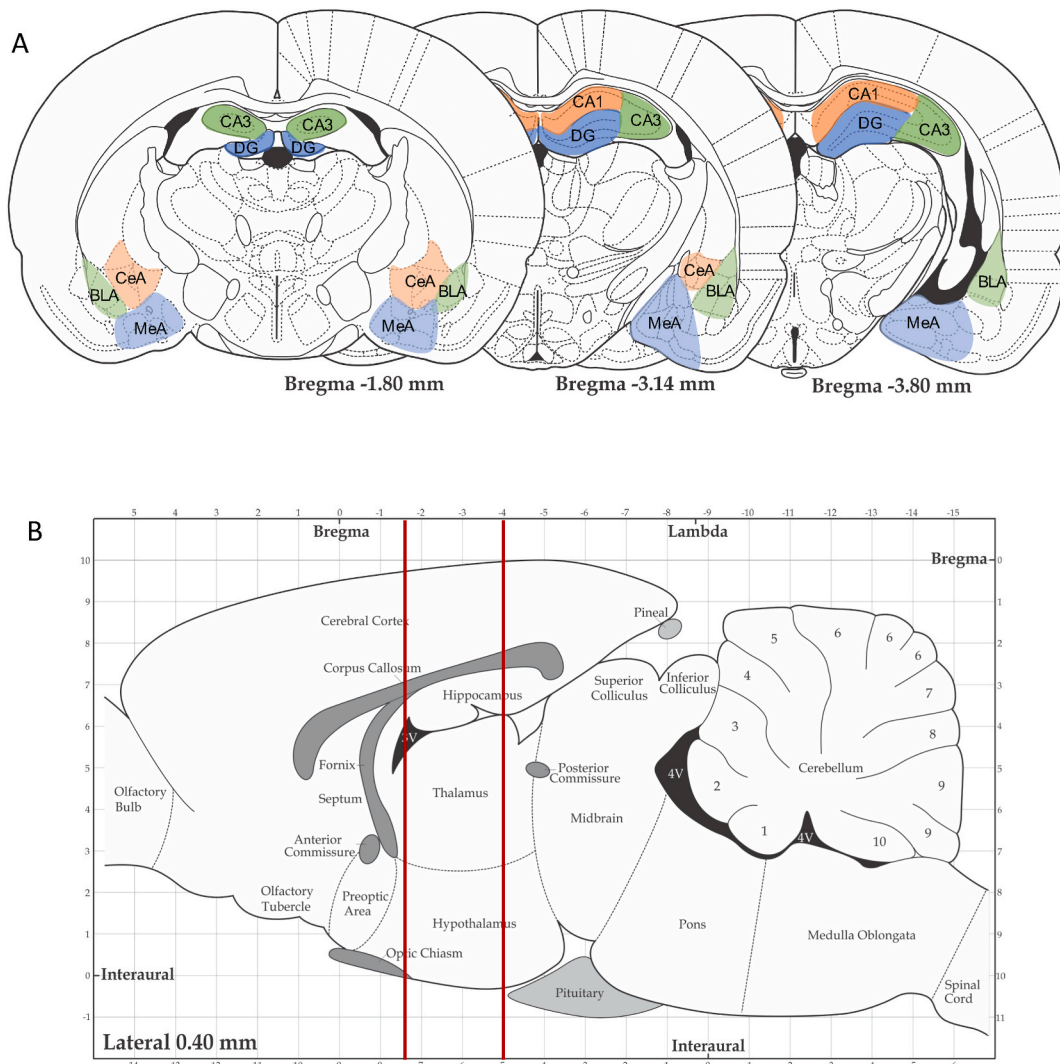 A
CA3
CA3
DG
DG
CeA
CeA
BLA
BLA
MeA
MeA
Bregma -1.80 mm
CA1
DG
CA3
CeA
BLA
MeA
Bregma -3.14 mm
CA1
DG
CA3
BLA
MeA
Bregma -3.80 mm
B
5 4 3 2 1 0 -1 -2 -3 -4 -5 -6 -7 -8 -9 -10 -11 -12 -13 -14 -15
Bregma
Lambda
Bregma
10
9
8
7
6
5
4
3
2
1
0
-1
0
1
2
3
4
5
6
7
8
9
10
11
Cerebral Cortex
Pineal
Corpus Callosum
Hippocampus
Superior
Colliculus
Inferior
Colliculus
3V
Fornix
Septum
Thalamus
Posterior
Commissure
Midbrain
Olfactory
Bulb
Anterior
Commissure
Olfactory
Tubercle
Preoptic
Area
Hypothalamus
Optic Chiasm
Pituitary
Pons
Medulla Oblongata
Spinal
Cord
4V
4V
Cerebellum
1
2
3
4
5
6
6
6
7
8
9
9
10
Interaural
Lateral 0.40 mm
Interaural